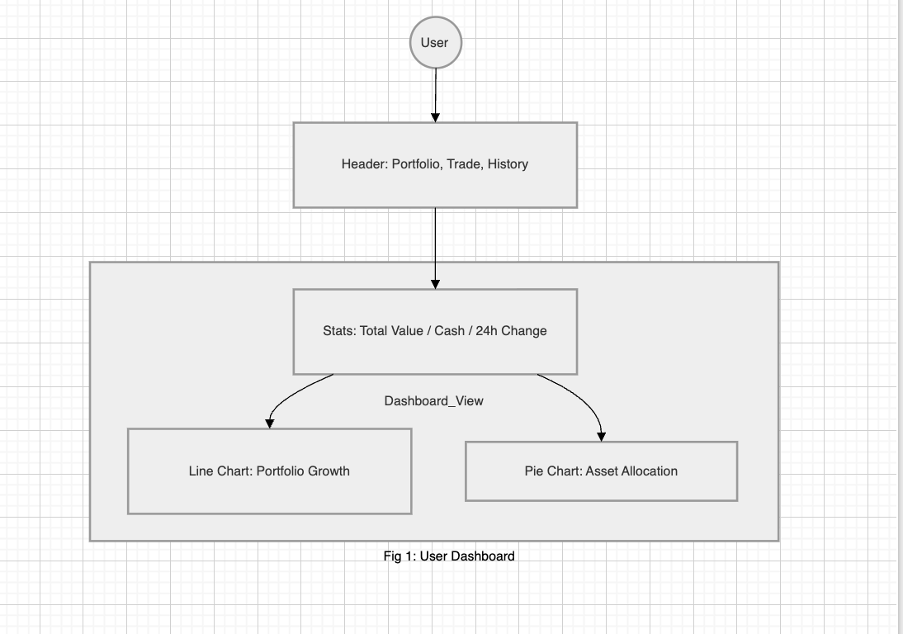 User
Header: Portfolio, Trade, History
Stats: Total Value / Cash / 24h Change
Dashboard_View
Line Chart: Portfolio Growth
Pie Chart: Asset Allocation
Fig 1: User Dashboard